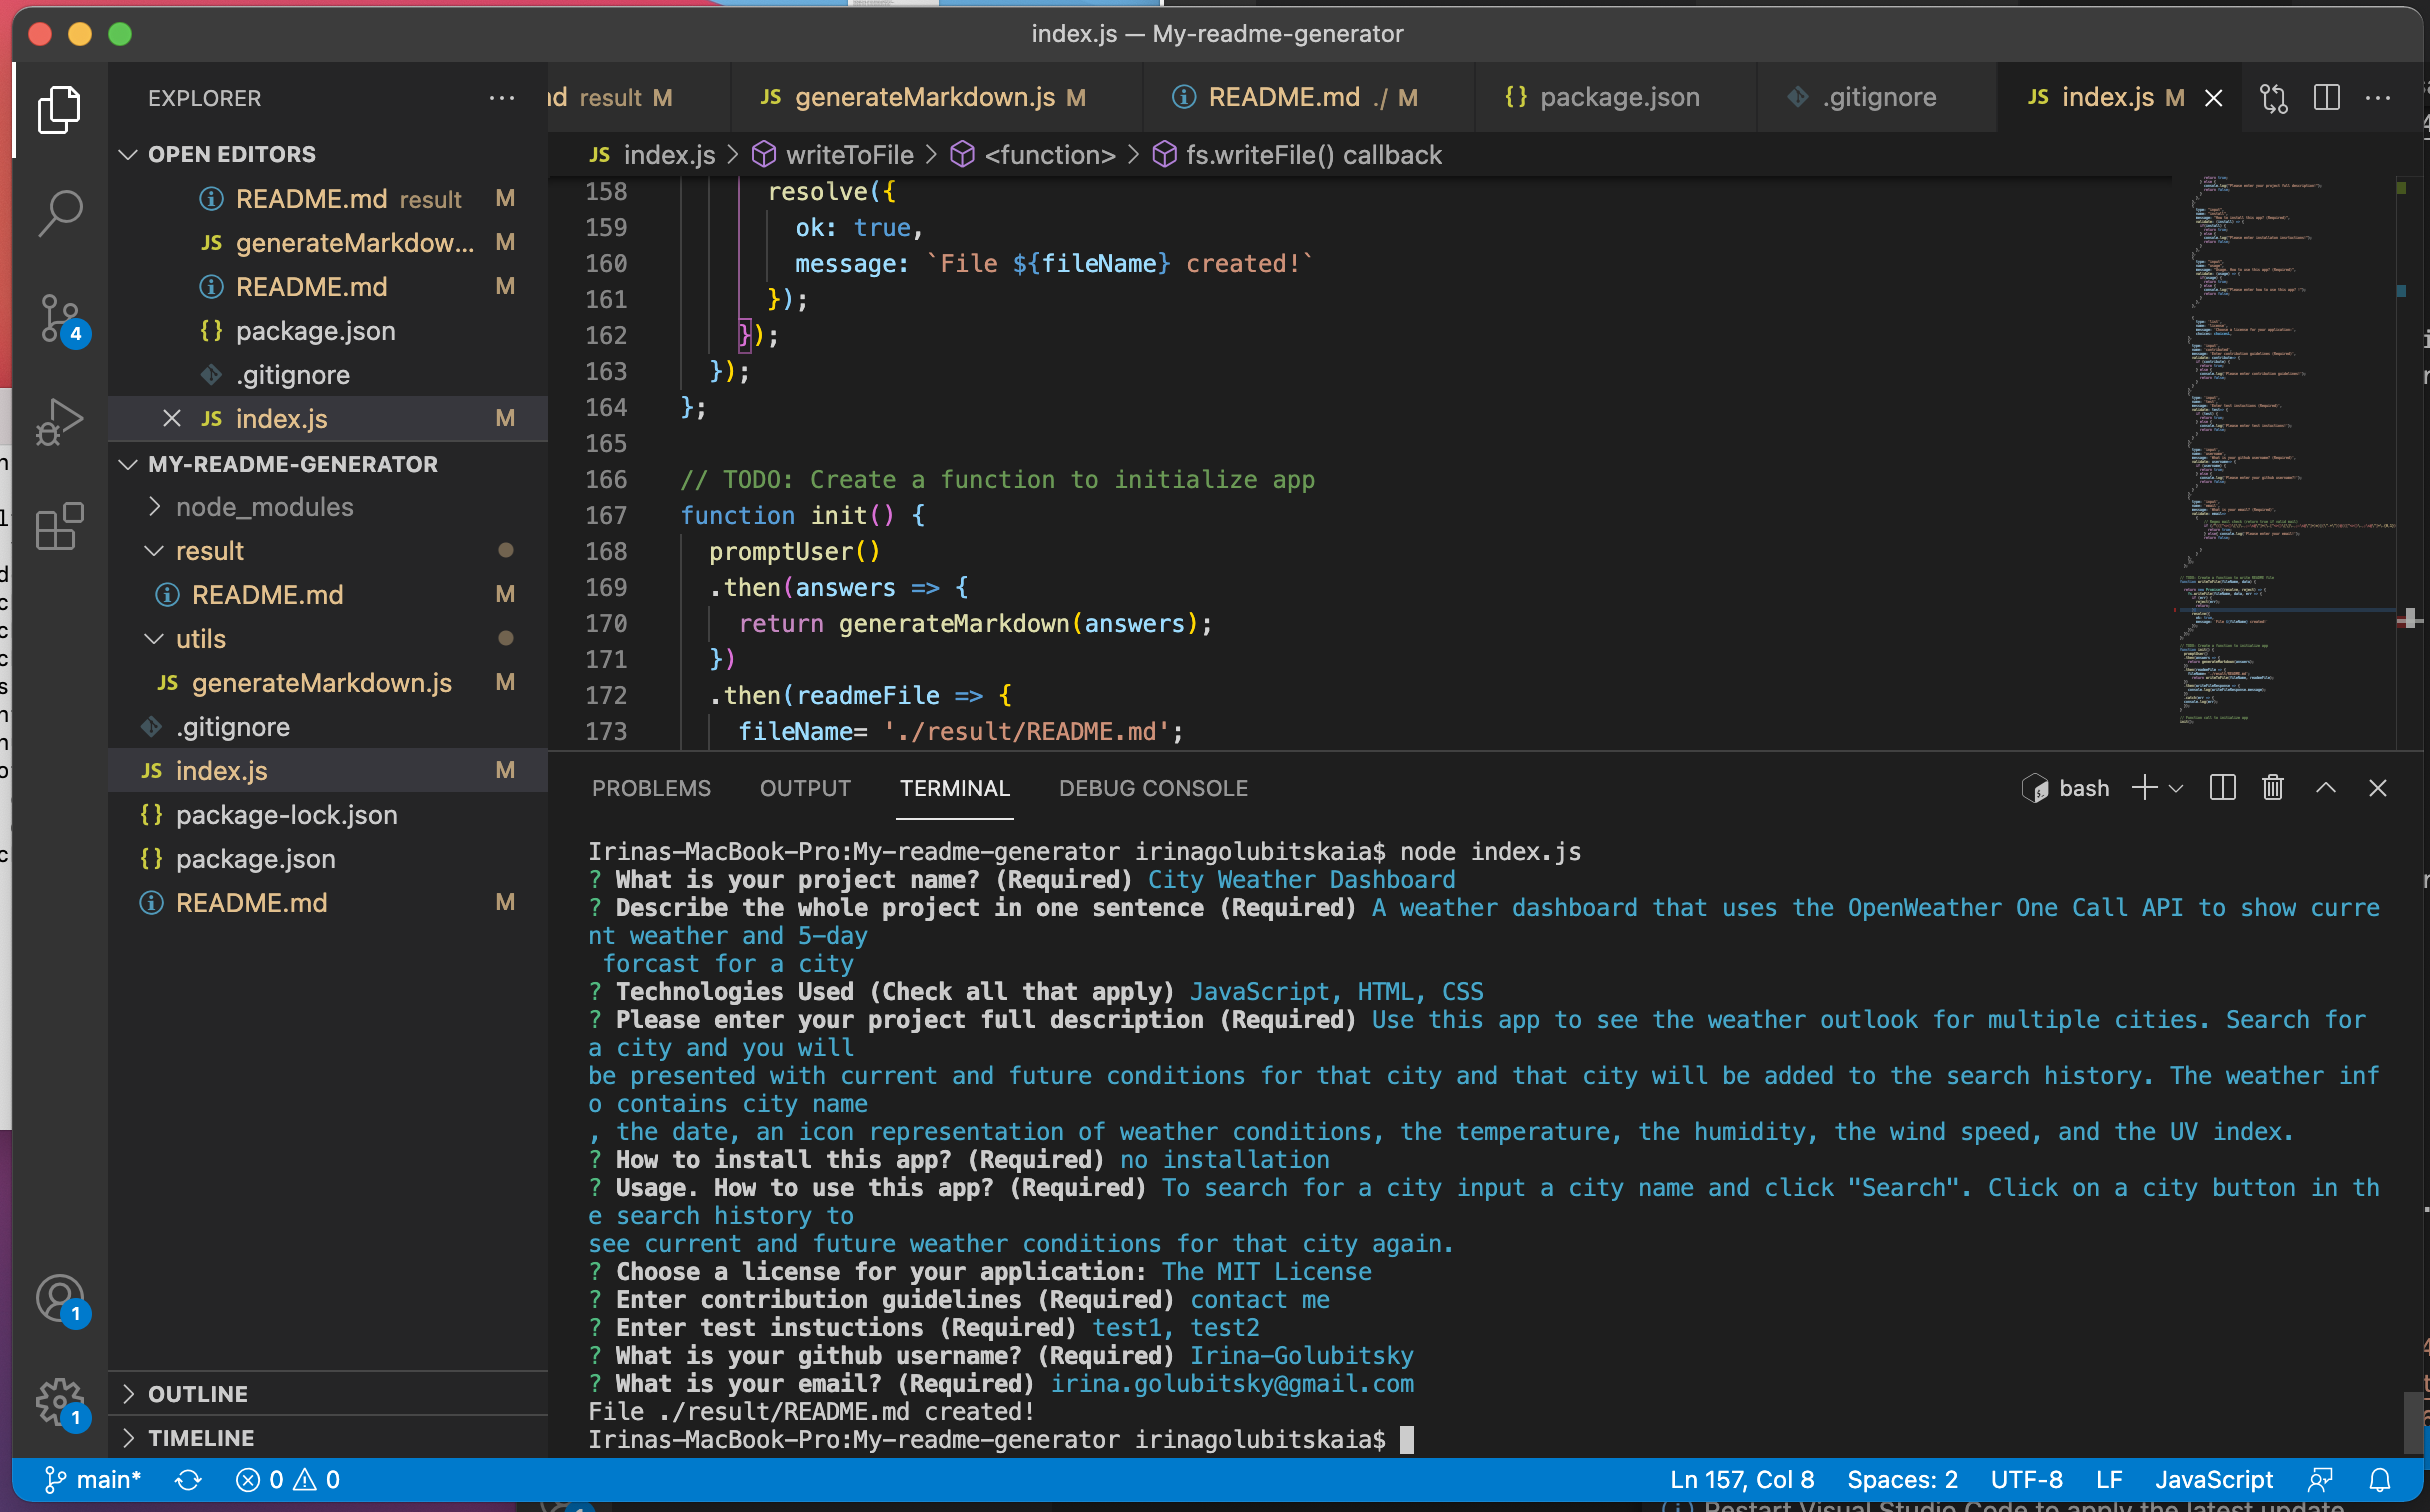 index.js — My-readme-generator
EXPLORER
OPEN EDITORS
README.md result M
generateMarkdow... M
README.md M
package.json
.gitignore
index.js M
MY-README-GENERATOR
node_modules
result
README.md M
utils
generateMarkdown.js M
.gitignore
index.js M
package-lock.json
package.json
README.md M
OUTLINE
TIMELINE
4
1
1
result M generateMarkdown.js M README.md ./ M package.json .gitignore index.js M
index.js > writeToFile > <function> > fs.writeFile() callback
158 resolve({
159 ok: true,
160 message: `File ${fileName} created!`
161 });
162 });
163 });
164 };
165
166 // TODO: Create a function to initialize app
167 function init() {
168 promptUser()
169 .then(answers => {
170 return generateMarkdown(answers);
171 })
172 .then(readmeFile => {
173 fileName= './result/README.md';
PROBLEMS OUTPUT TERMINAL DEBUG CONSOLE bash
Irinas-MacBook-Pro:My-readme-generator irinagolubitskaia$ node index.js
? What is your project name? (Required) City Weather Dashboard
? Describe the whole project in one sentence (Required) A weather dashboard that uses the OpenWeather One Call API to show curre
nt weather and 5-day
forcast for a city
? Technologies Used (Check all that apply) JavaScript, HTML, CSS
? Please enter your project full description (Required) Use this app to see the weather outlook for multiple cities. Search for
a city and you will
be presented with current and future conditions for that city and that city will be added to the search history. The weather inf
o contains city name
, the date, an icon representation of weather conditions, the temperature, the humidity, the wind speed, and the UV index.
? How to install this app? (Required) no installation
? Usage. How to use this app? (Required) To search for a city input a city name and click "Search". Click on a city button in th
e search history to
see current and future weather conditions for that city again.
? Choose a license for your application: The MIT License
? Enter contribution guidelines (Required) contact me
? Enter test instuctions (Required) test1, test2
? What is your github username? (Required) Irina-Golubitsky
? What is your email? (Required) irina.golubitsky@gmail.com
File ./result/README.md created!
Irinas-MacBook-Pro:My-readme-generator irinagolubitskaia$
main* 0 0 Ln 157, Col 8 Spaces: 2 UTF-8 LF JavaScript
Restart Visual Studio Code to apply the latest update